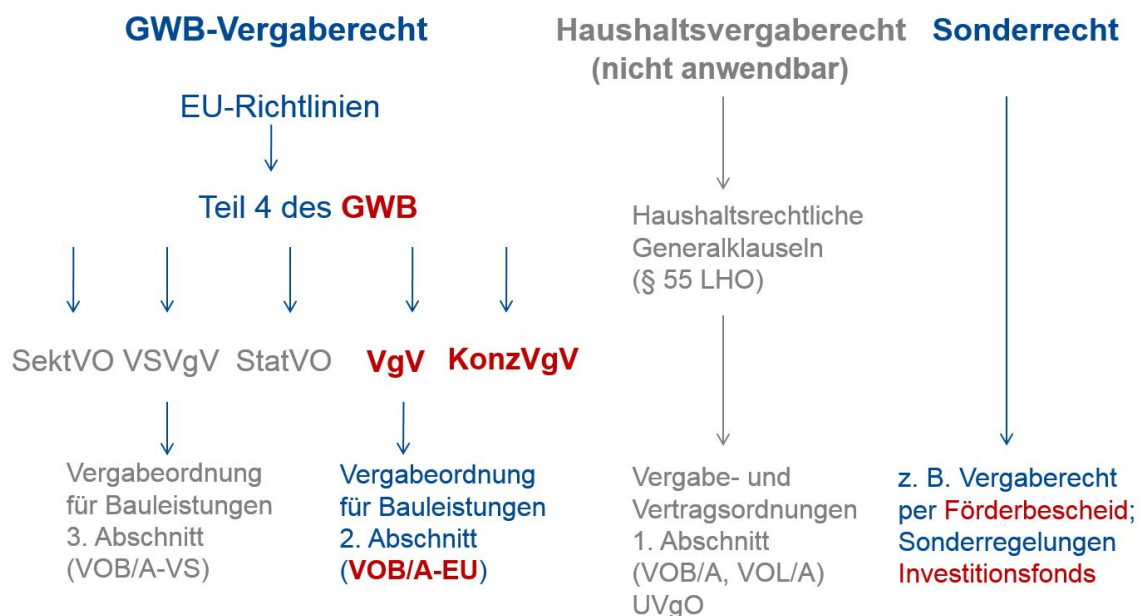 GWB-Vergaberecht
EU-Richtlinien
Teil 4 des GWB
SektVO VSVgV StatVO VgV KonzVgV
Vergabeordnung
für Bauleistungen
3. Abschnitt
(VOB/A-VS)
Vergabeordnung
für Bauleistungen
2. Abschnitt
(VOB/A-EU)
Haushaltsvergaberecht
(nicht anwendbar)
Haushaltsrechtliche
Generalklauseln
(§ 55 LHO)
Vergabe- und
Vertragsordnungen
1. Abschnitt
(VOB/A, VOL/A)
UVgO
Sonderrecht
z. B. Vergaberecht
per Förderbescheid;
Sonderregelungen
Investitionsfonds